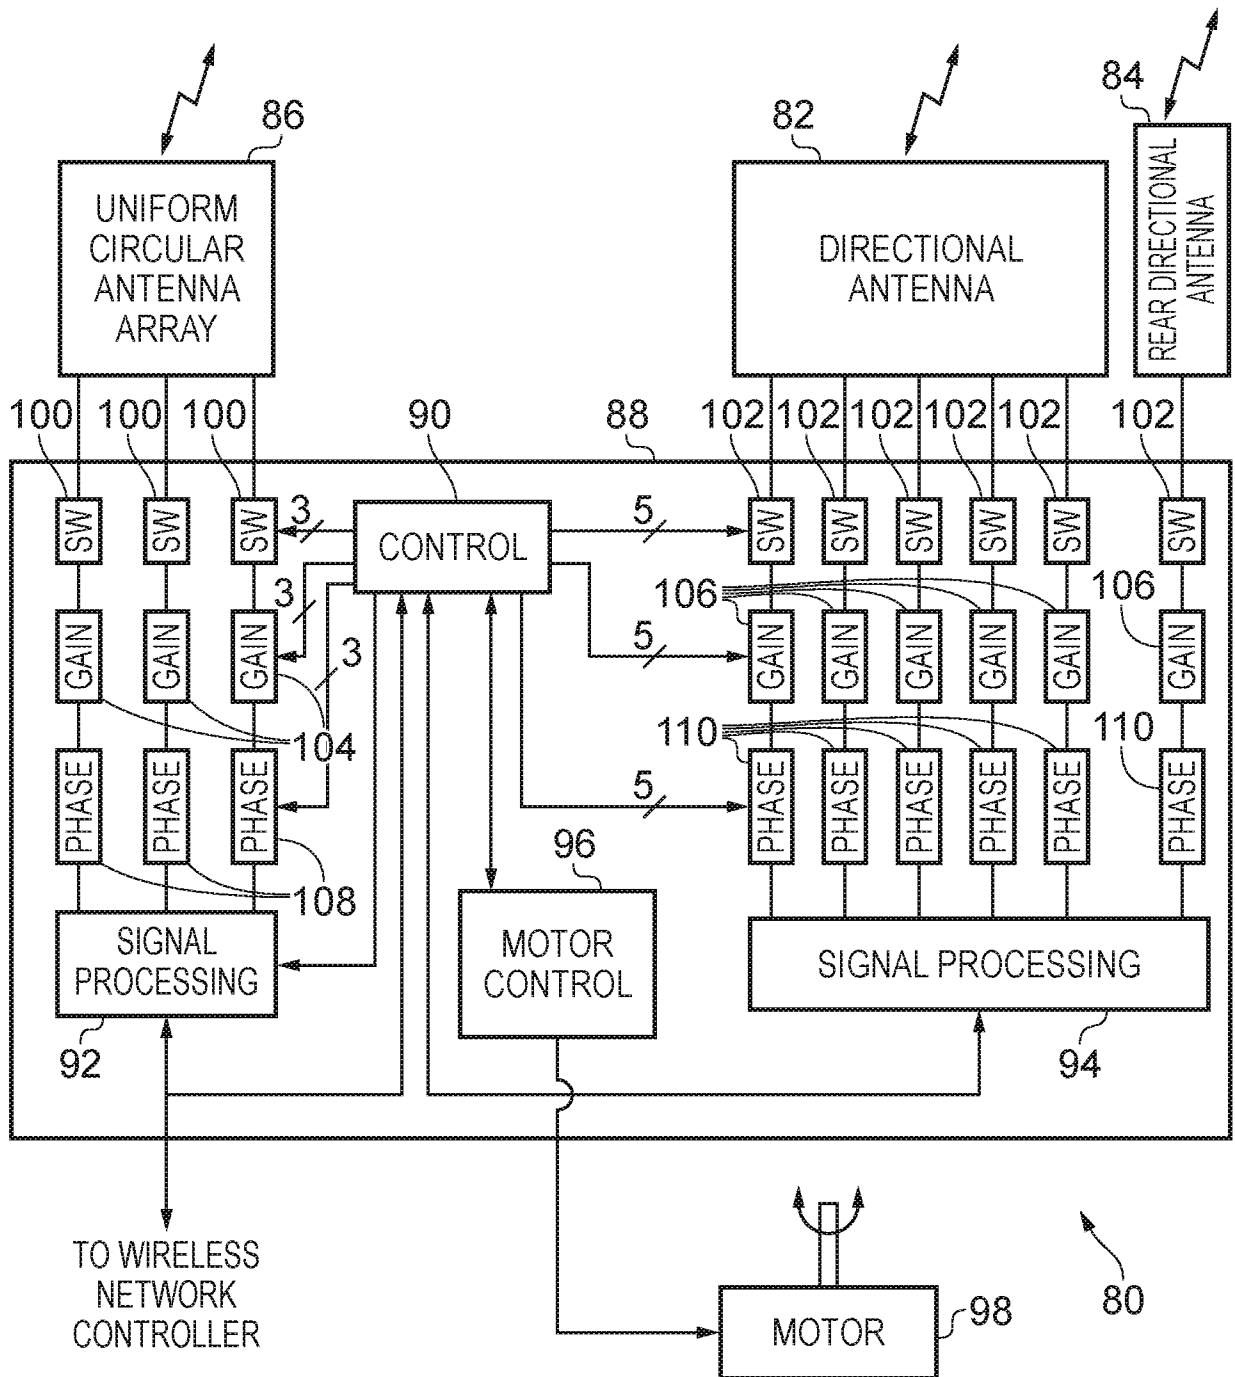 86
82
84
UNIFORM
CIRCULAR
ANTENNA
ARRAY
DIRECTIONAL
ANTENNA
REAR DIRECTIONAL
ANTENNA
100 100 100 90 88 102 102 102 102 102 102
SW SW SW 3 CONTROL 5 SW SW SW SW SW SW
3 106 106
GAIN GAIN GAIN 3 5 GAIN GAIN GAIN GAIN GAIN GAIN
104 110 110
PHASE PHASE PHASE 5 PHASE PHASE PHASE PHASE PHASE PHASE
108 96
SIGNAL
PROCESSING
MOTOR
CONTROL
SIGNAL PROCESSING
92 94
TO WIRELESS
NETWORK
CONTROLLER
MOTOR
98
80